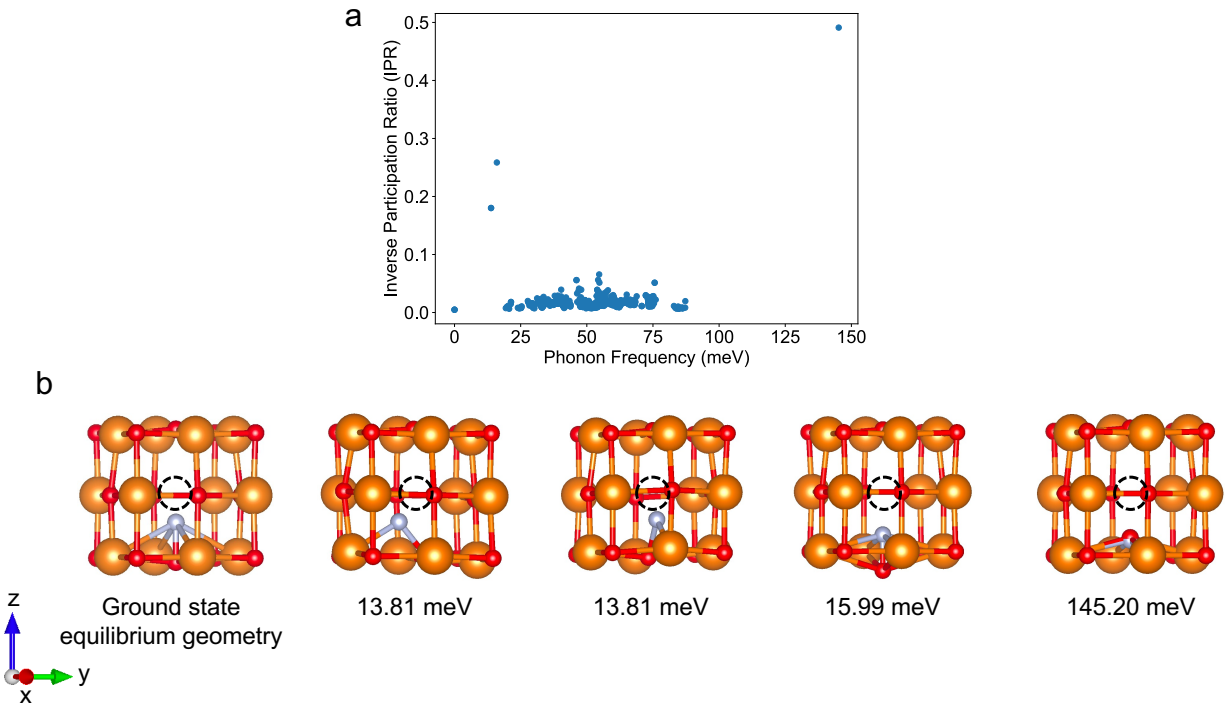 a
Inverse Participation Ratio (IPR)
0.5
0.4
0.3
0.2
0.1
0.0
0 25 50 75 100 125 150
Phonon Frequency (meV)
b
Ground state
equilibrium geometry
13.81 meV
13.81 meV
15.99 meV
145.20 meV
z
y
x